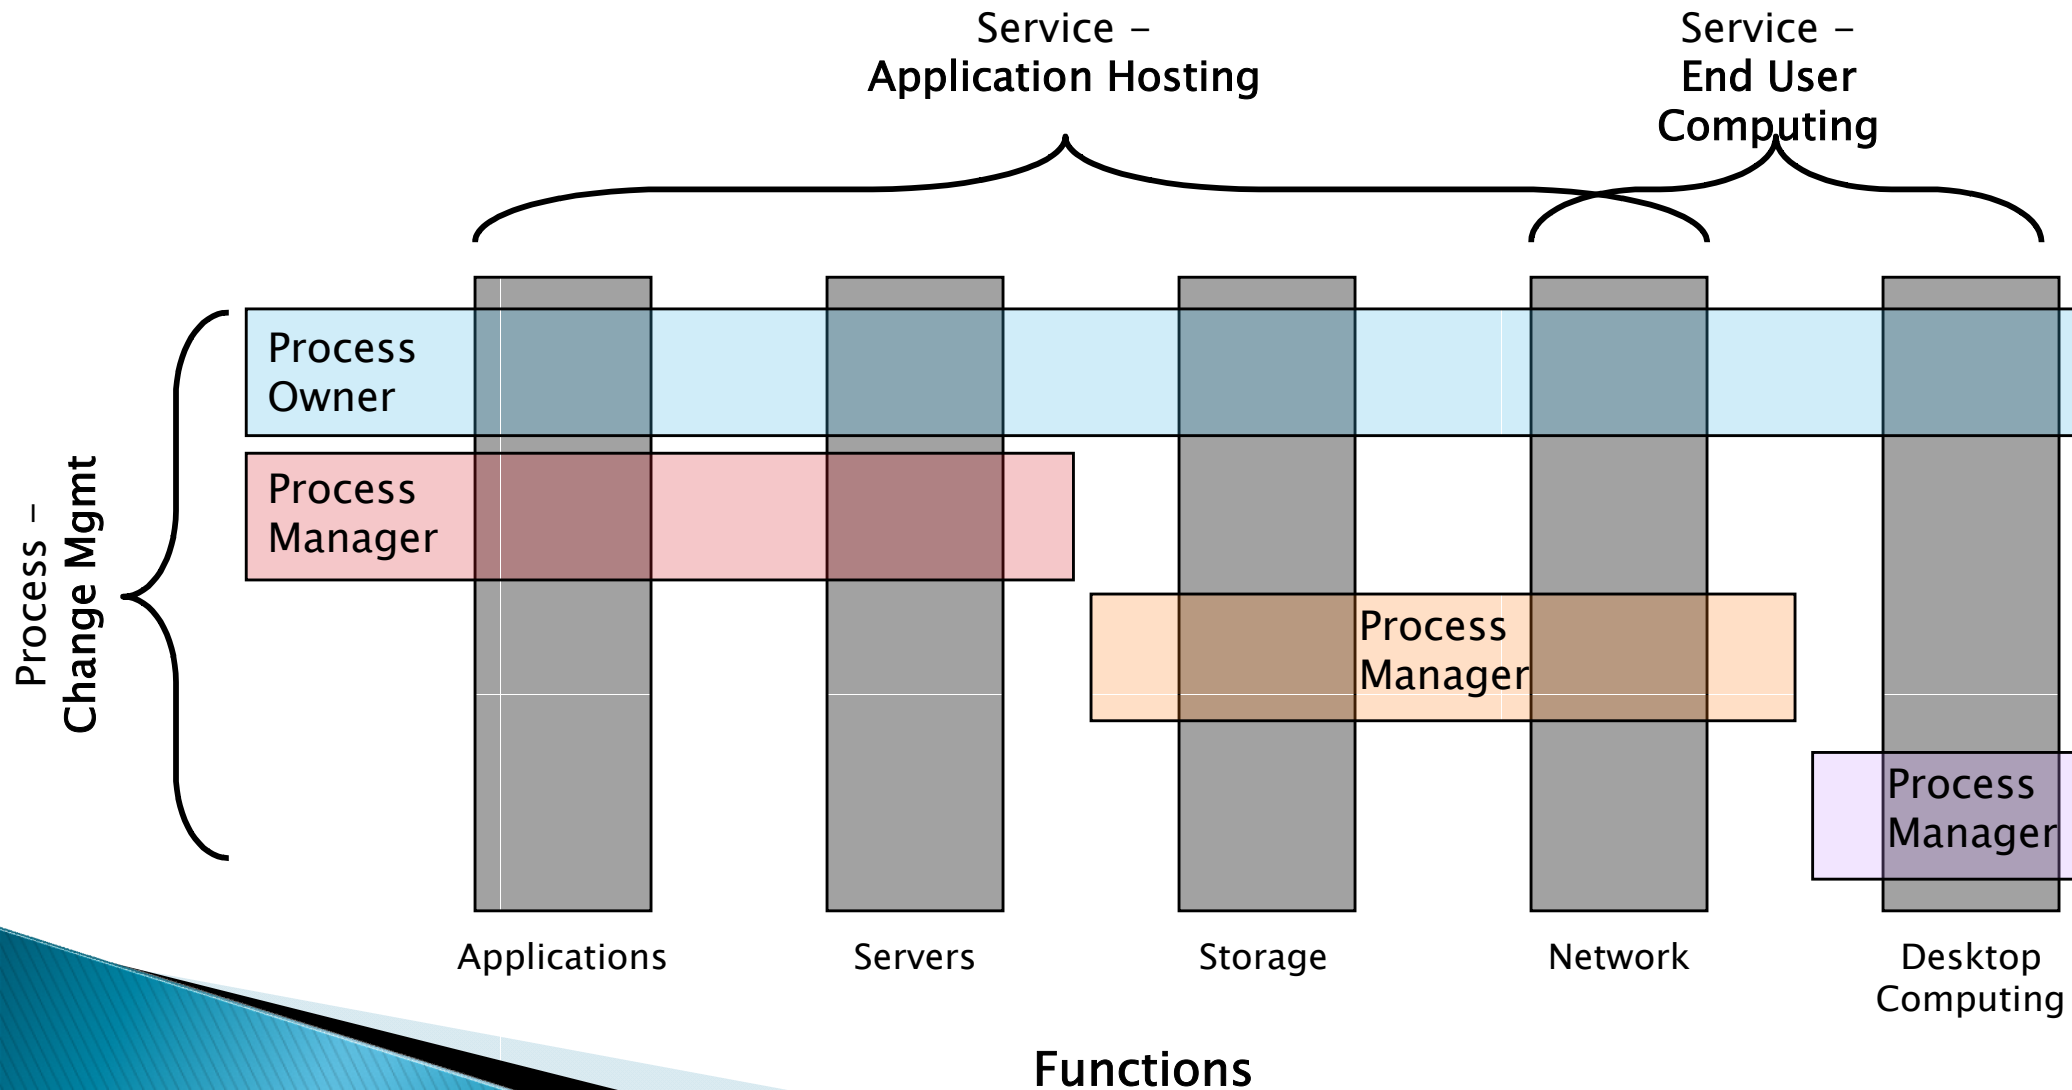 Service –
Application Hosting
Service –
End User
Computing
Process –
Change Mgmt
Process
Owner
Process
Manager
Process
Manager
Process
Manager
Applications
Servers
Storage
Network
Desktop
Computing
Functions